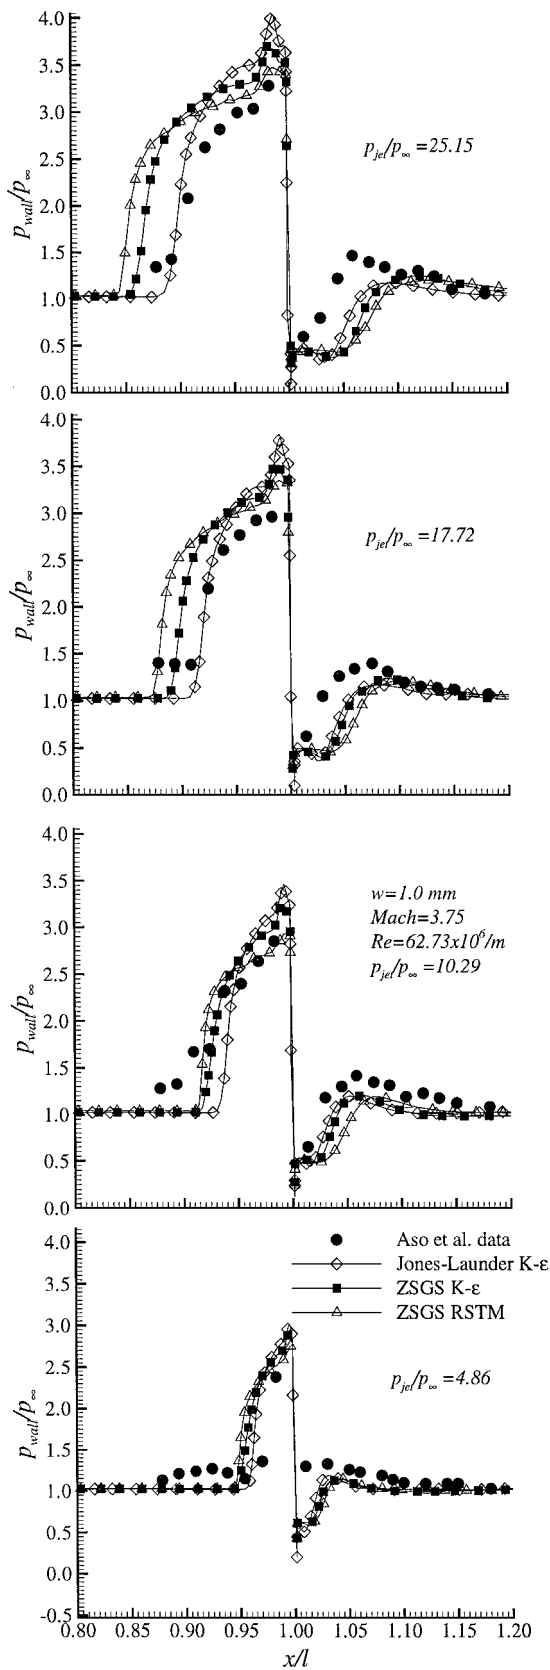 4.0
3.5
3.0
2.5
2.0
1.5
1.0
0.5
0.0
p_wall/p_∞
p_jet/p_∞=25.15
4.0
3.5
3.0
2.5
2.0
1.5
1.0
0.5
0.0
p_wall/p_∞
p_jet/p_∞=17.72
4.0
3.5
3.0
2.5
2.0
1.5
1.0
0.5
0.0
p_wall/p_∞
w=1.0 mm
Mach=3.75
Re=62.73x10⁶/m
p_jet/p_∞=10.29
Aso et al. data
Jones-Launder K-ε
ZSGS K-ε
ZSGS RSTM
4.0
3.5
3.0
2.5
2.0
1.5
1.0
0.5
0.0
-0.5
p_wall/p_∞
p_jet/p_∞=4.86
0.80 0.85 0.90 0.95 1.00 1.05 1.10 1.15 1.20
x/l